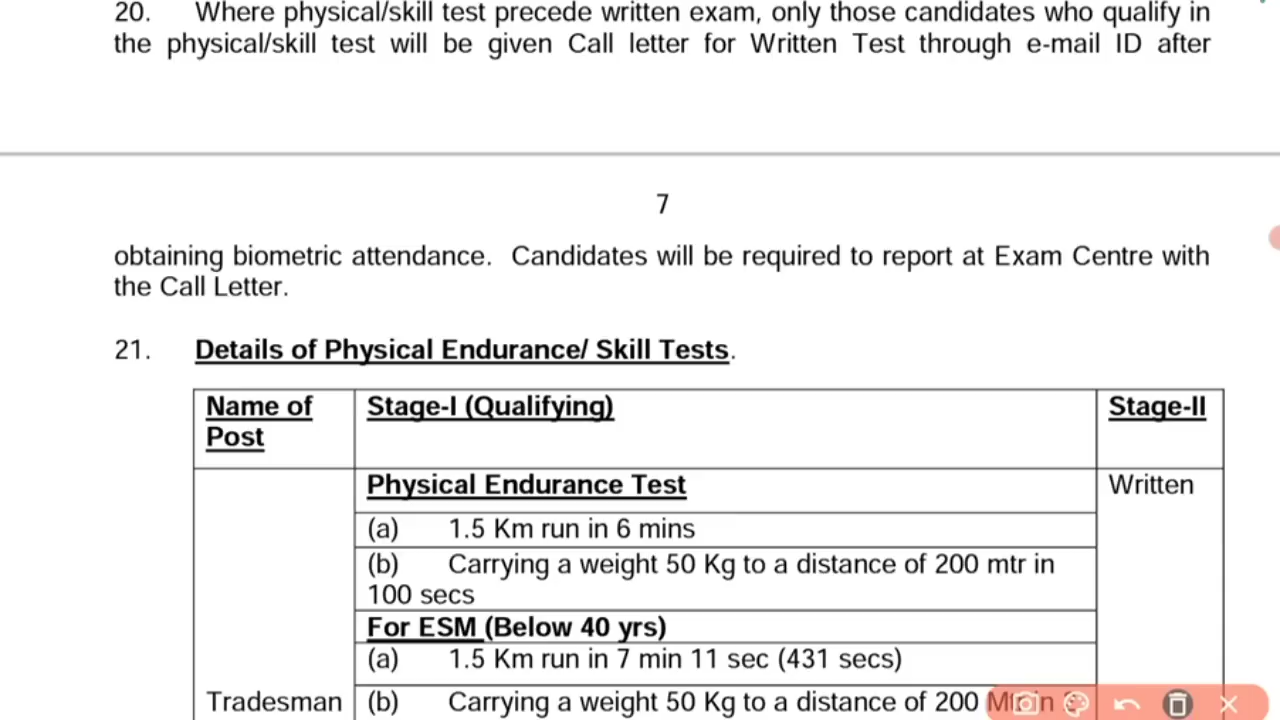 20. Where physical/skill test precede written exam, only those candidates who qualify in
the physical/skill test will be given Call letter for Written Test through e-mail ID after
7
obtaining biometric attendance. Candidates will be required to report at Exam Centre with
the Call Letter.
21. Details of Physical Endurance/ Skill Tests.
Name of
Post
Stage-I (Qualifying)
Stage-II
Physical Endurance Test
Written
(a) 1.5 Km run in 6 mins
(b) Carrying a weight 50 Kg to a distance of 200 mtr in
100 secs
For ESM (Below 40 yrs)
(a) 1.5 Km run in 7 min 11 sec (431 secs)
Tradesman
(b) Carrying a weight 50 Kg to a distance of 200